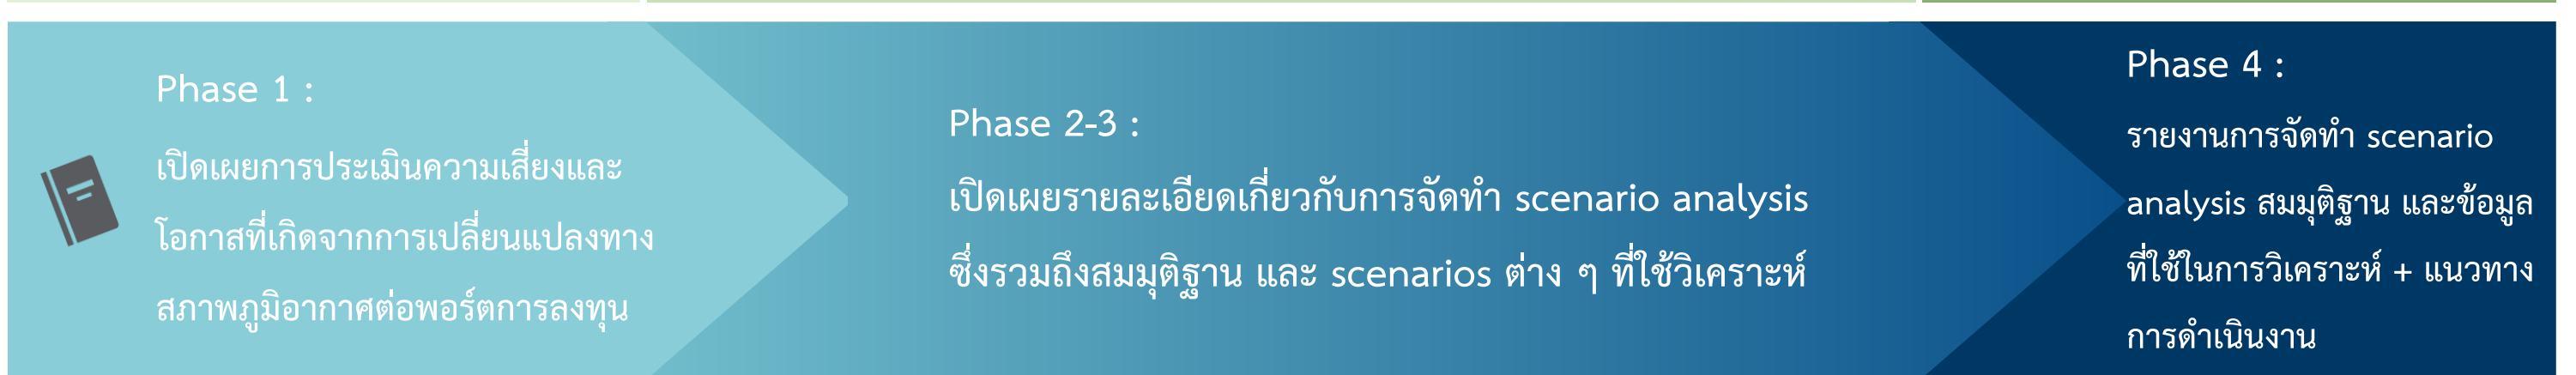 Phase 1 :
เปิดเผยการประเมินความเสี่ยงและ
โอกาสที่เกิดจากการเปลี่ยนแปลงทาง
สภาพภูมิอากาศต่อพอร์ตการลงทุน
Phase 2-3 :
เปิดเผยรายละเอียดเกี่ยวกับการจัดทำ scenario analysis
ซึ่งรวมถึงสมมุติฐาน และ scenarios ต่าง ๆ ที่ใช้วิเคราะห์
Phase 4 :
รายงานการจัดทำ scenario
analysis สมมุติฐาน และข้อมูล
ที่ใช้ในการวิเคราะห์ + แนวทาง
การดำเนินงาน